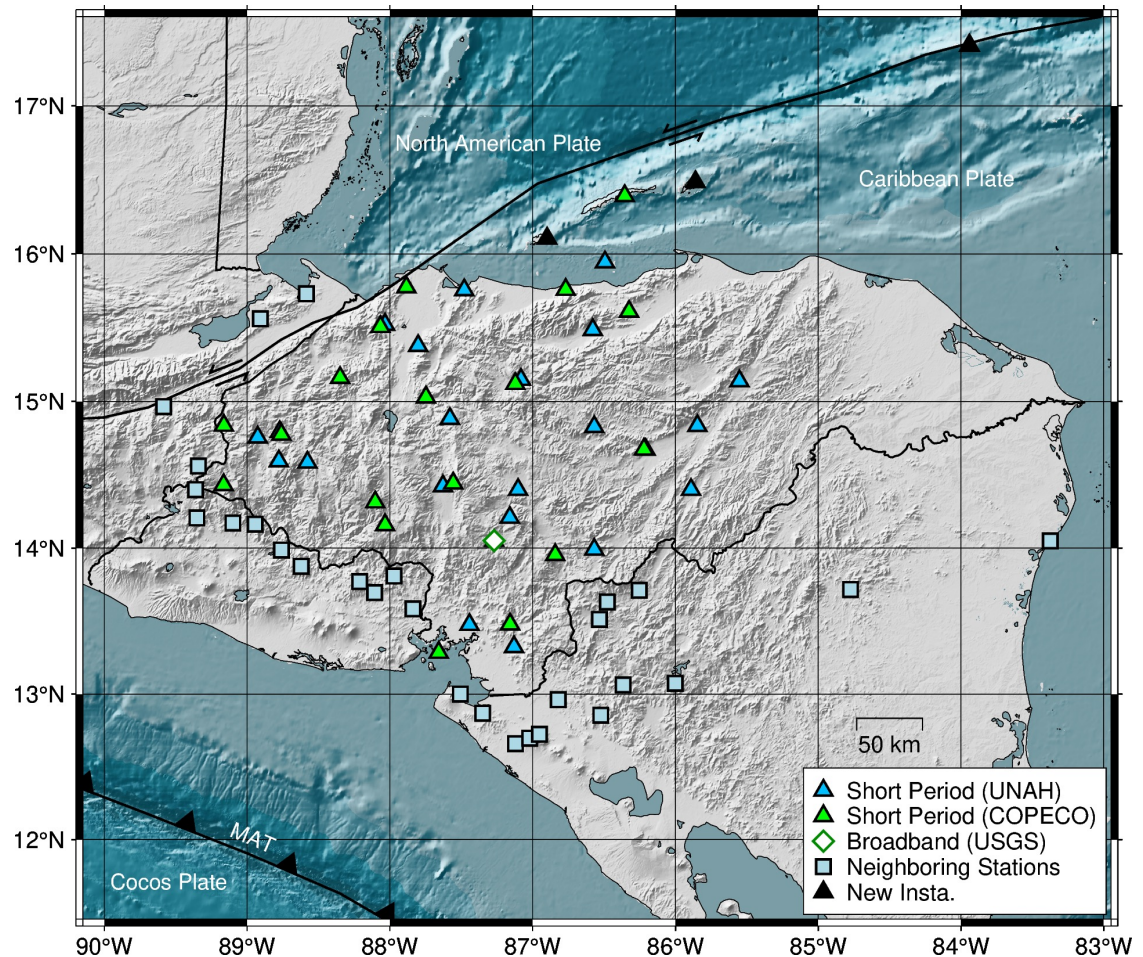 17°N
North American Plate
Caribbean Plate
16°N
15°N
14°N
13°N
50 km
Short Period (UNAH)
Short Period (COPECO)
Broadband (USGS)
Neighboring Stations
New Insta.
12°N
MAT
Cocos Plate
90°W 89°W 88°W 87°W 86°W 85°W 84°W 83°W